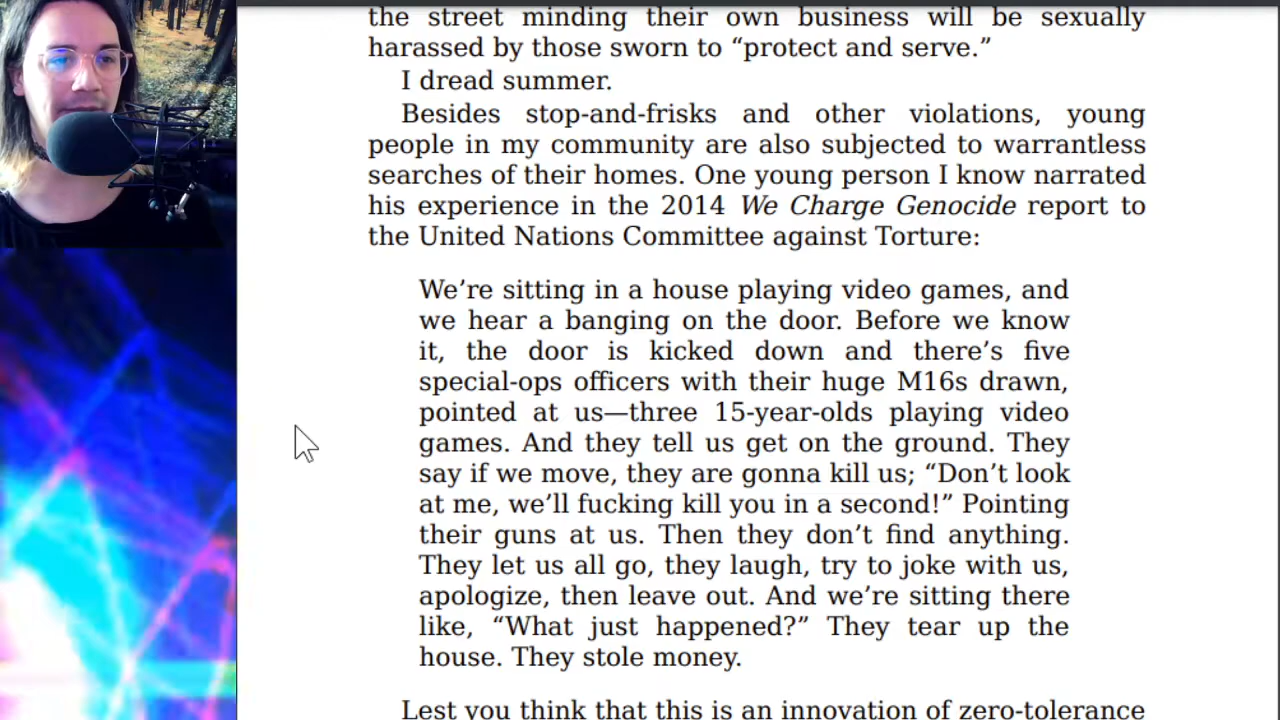 the street minding their own business will be sexually
harassed by those sworn to “protect and serve.”
I dread summer.
Besides stop-and-frisks and other violations, young
people in my community are also subjected to warrantless
searches of their homes. One young person I know narrated
his experience in the 2014 We Charge Genocide report to
the United Nations Committee against Torture:
We’re sitting in a house playing video games, and
we hear a banging on the door. Before we know
it, the door is kicked down and there’s five
special-ops officers with their huge M16s drawn,
pointed at us—three 15-year-olds playing video
games. And they tell us get on the ground. They
say if we move, they are gonna kill us; “Don’t look
at me, we’ll fucking kill you in a second!” Pointing
their guns at us. Then they don’t find anything.
They let us all go, they laugh, try to joke with us,
apologize, then leave out. And we’re sitting there
like, “What just happened?” They tear up the
house. They stole money.
Lest you think that this is an innovation of zero-tolerance